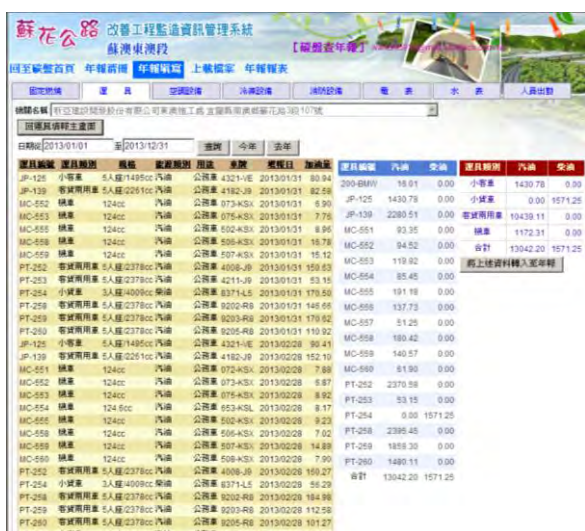 蘇花公路 改善工程監造資訊管理系統
蘇澳東澳段
【碳盤查年報】
回至碳盤首頁 年報清冊 年報填寫 上載檔案 年報報表
固定燃燒 運 具 空調設備 冷凍設備 消防設備 電 表 水 表 人員出勤
機關名稱
回運具填報主畫面
日期從 2013/01/01 至 2013/12/31 查詢 今年 去年
運具編號 運具類別 規格 能源類別 用途 車牌 填報日 加油量
JP-125 小客車 5人座/1495cc 汽油 公務車 4321-VE 2013/01/31 80.94
JP-139 客貨兩用車 5人座/2261cc 汽油 公務車 4182-J9 2013/01/31 82.58
MC-552 機車 124cc 汽油 公務車 073-KSX 2013/01/31 6.90
MC-553 機車 124cc 汽油 公務車 075-KSX 2013/01/31 7.76
MC-555 機車 124cc 汽油 公務車 502-KSX 2013/01/31 8.96
MC-558 機車 124cc 汽油 公務車 506-KSX 2013/01/31 16.78
MC-559 機車 124cc 汽油 公務車 507-KSX 2013/01/31 15.12
PT-252 客貨兩用車 5人座/2378cc 汽油 公務車 4008-J9 2013/01/31 150.53
PT-253 客貨兩用車 5人座/2378cc 汽油 公務車 4211-J9 2013/01/31 53.15
PT-254 小貨車 3人座/4009cc 柴油 公務車 8371-L5 2013/01/31 170.50
PT-258 客貨兩用車 5人座/2378cc 汽油 公務車 9202-R8 2013/01/31
PT-259 客貨兩用車 5人座/2378cc 汽油 公務車 9203-R8 2013/01/31 170.62
PT-260 客貨兩用車 5人座/2378cc 汽油 公務車 9205-R8 2013/01/31 110.92
JP-125 小客車 5人座/1495cc 汽油 公務車 4321-VE 2013/02/28 90.41
JP-139 客貨兩用車 5人座/2261cc 汽油 公務車 4182-J9 2013/02/28 152.10
MC-551 機車 124cc 汽油 公務車 072-KSX 2013/02/28 7.88
MC-552 機車 124cc 汽油 公務車 073-KSX 2013/02/28 6.87
MC-553 機車 124cc 汽油 公務車 075-KSX 2013/02/28 8.92
MC-554 機車 124.6cc 汽油 公務車 653-KSL 2013/02/28 8.17
MC-555 機車 124cc 汽油 公務車 502-KSX 2013/02/28 9.23
MC-558 機車 124cc 汽油 公務車 506-KSX 2013/02/28 7.02
MC-559 機車 124cc 汽油 公務車 507-KSX 2013/02/28 14.89
MC-560 機車 124cc 汽油 公務車 508-KSX 2013/02/28 7.90
PT-252 客貨兩用車 5人座/2378cc 汽油 公務車 4008-J9 2013/02/28 150.27
PT-254 小貨車 3人座/4009cc 柴油 公務車 8371-L5 2013/02/28 56.29
PT-258 客貨兩用車 5人座/2378cc 汽油 公務車 9202-R8 2013/02/28 184.98
PT-259 客貨兩用車 5人座/2378cc 汽油 公務車 9203-R8 2013/02/28 112.58
PT-260 客貨兩用車 5人座/2378cc 汽油 公務車 9205-R8 2013/02/28 101.27
運具編號 汽油 柴油
200-BMW 16.01 0.00
JP-125 1430.78 0.00
JP-139 2280.51 0.00
MC-551 93.35 0.00
MC-552 94.52 0.00
MC-553 119.92 0.00
MC-554 85.45 0.00
MC-555 191.18 0.00
MC-556 137.73 0.00
MC-557 51.25 0.00
MC-558 180.42 0.00
MC-559 140.57 0.00
MC-560 61.90 0.00
PT-252 2370.59 0.00
PT-253 53.15 0.00
PT-254 0.00 1571.25
PT-258 2395.45 0.00
PT-259 1859.30 0.00
PT-260 1480.11 0.00
合計 13042.20 1571.25
運具類別 汽油 柴油
小客車 1430.78 0.00
小貨車 0.00 1571.25
客貨兩用車 10439.11 0.00
機車 1172.31 0.00
合計 13042.20 1571.25
將上述資料轉入至年報